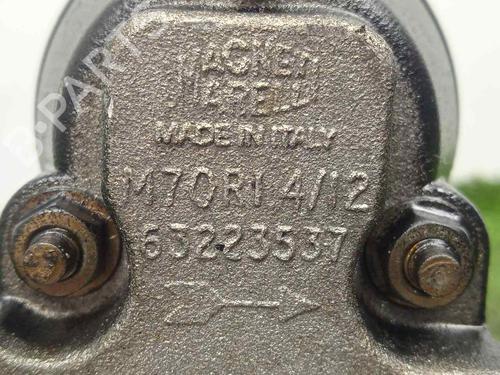 MAGNETI
MARELLI
MADE IN ITALY
M70R1.4/12
63223537
B-PARTS